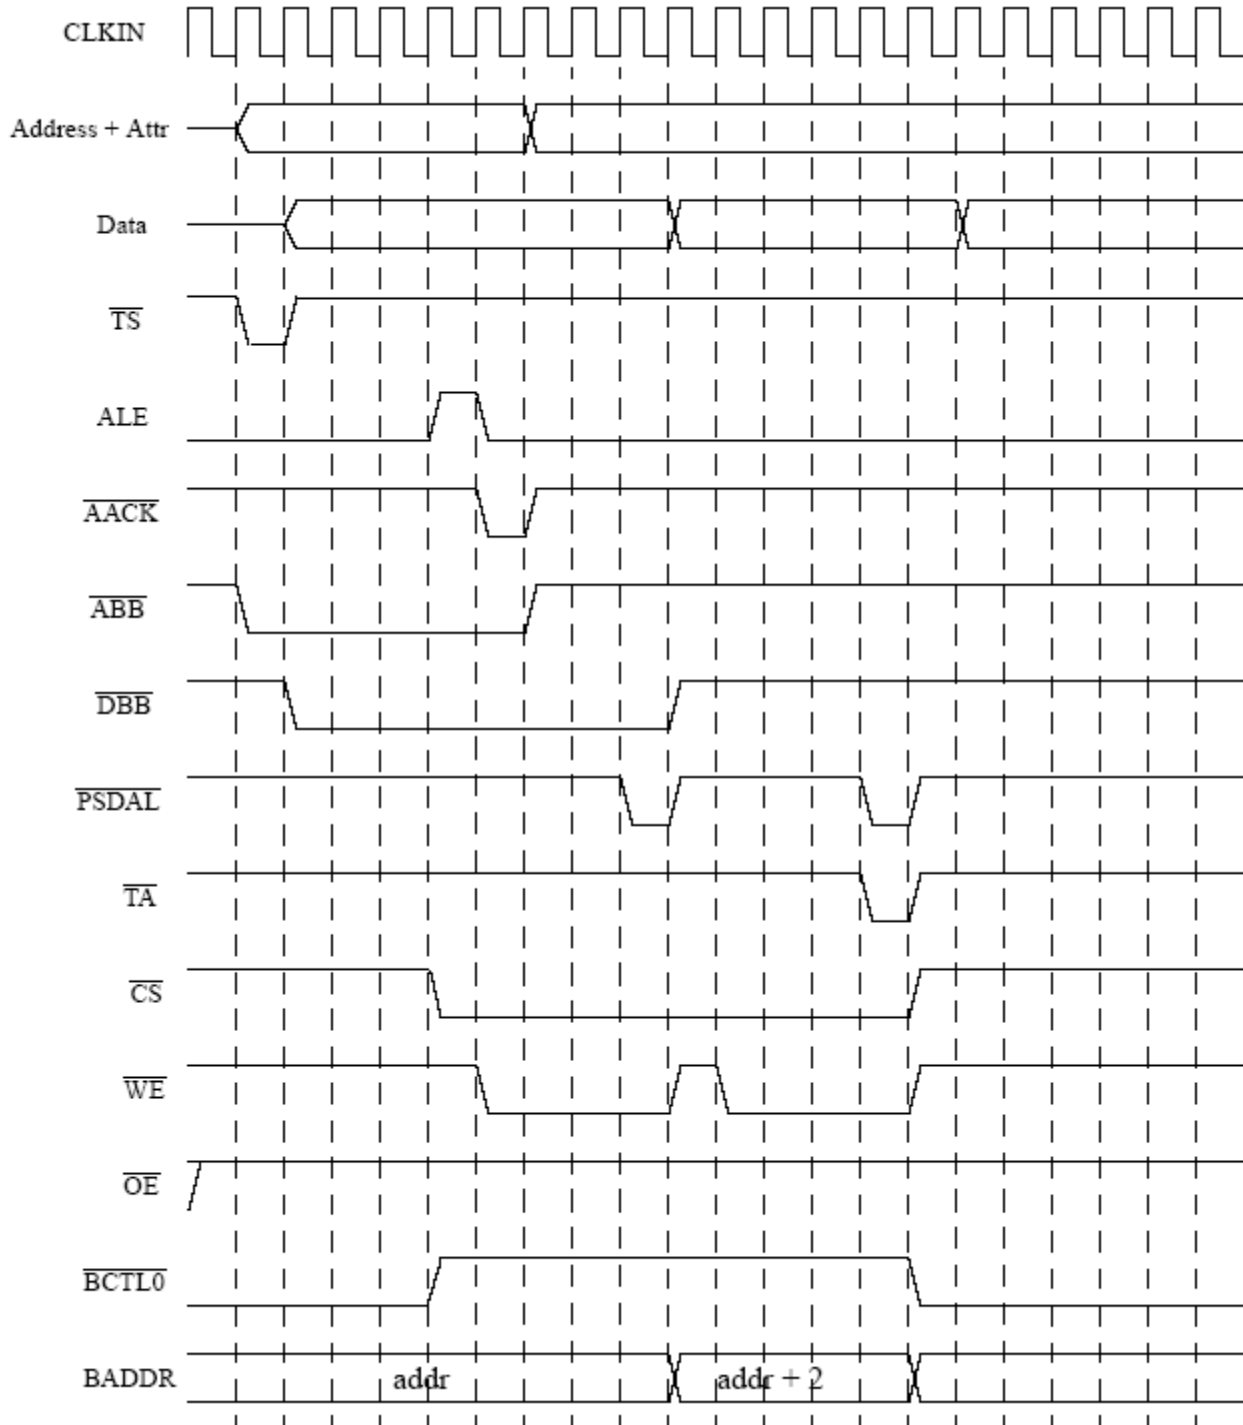 CLKIN
Address + Attr
Data
TS
ALE
AACK
ABB
DBB
PSDAL
TA
CS
WE
OE
BCTL0
BADDR addr addr + 2